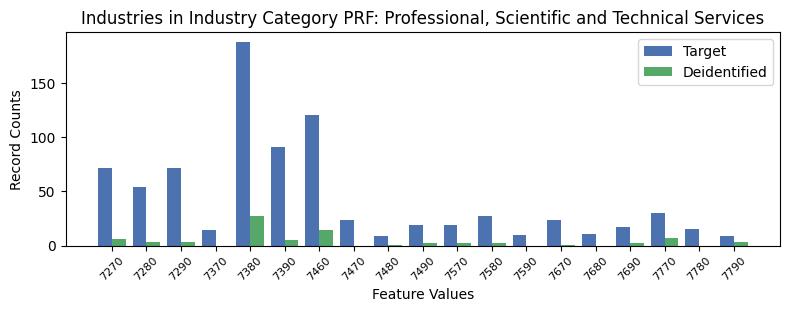 Industries in Industry Category PRF: Professional, Scientific and Technical Services
Target
Deidentified
Record Counts
150
100
50
0
7270 7280 7290 7370 7380 7390 7460 7470 7480 7490 7570 7580 7590 7670 7680 7690 7770 7780 7790
Feature Values